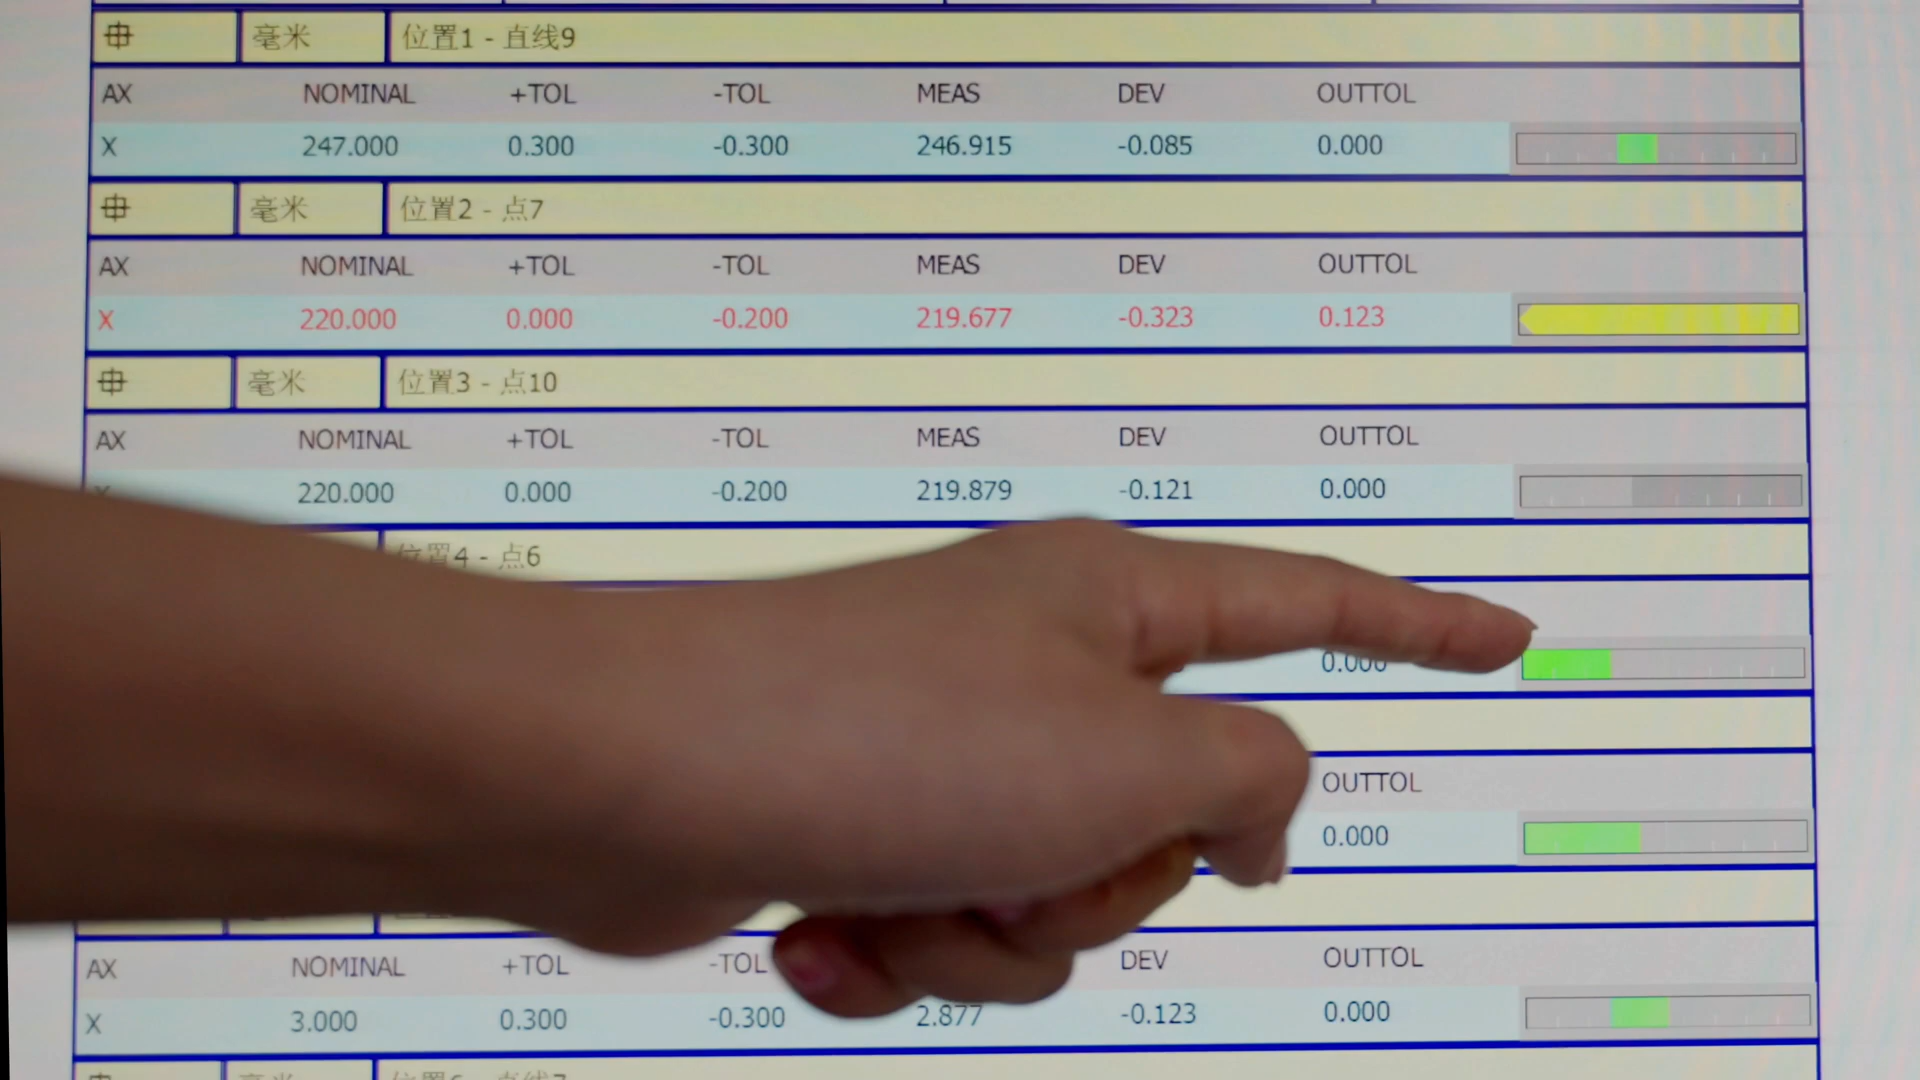 毫米 位置1 - 直线9
AX NOMINAL +TOL -TOL MEAS DEV OUTTOL
X 247.000 0.300 -0.300 246.915 -0.085 0.000
毫米 位置2 - 点7
AX NOMINAL +TOL -TOL MEAS DEV OUTTOL
X 220.000 0.000 -0.200 219.677 -0.323 0.123
毫米 位置3 - 点10
AX NOMINAL +TOL -TOL MEAS DEV OUTTOL
X 220.000 0.000 -0.200 219.879 -0.121 0.000
位置4 - 点6
0.000
OUTTOL
0.000
AX NOMINAL +TOL -TOL DEV OUTTOL
X 3.000 0.300 -0.300 2.877 -0.123 0.000